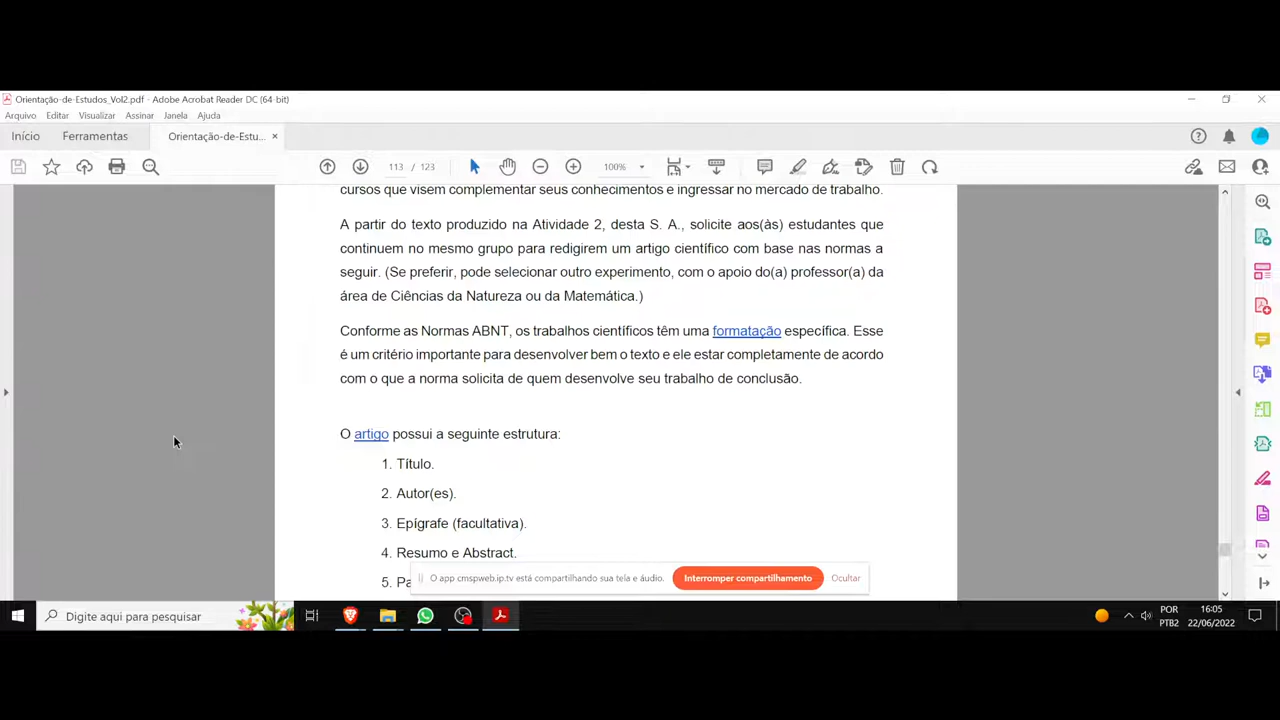 Orientação-de-Estudos_Vol2.pdf - Adobe Acrobat Reader DC (64-bit)
Arquivo Editar Visualizar Assinar Janela Ajuda
Início Ferramentas Orientação-de-Estu... ×
113 / 123 100%
cursos que visem complementar seus conhecimentos e ingressar no mercado de trabalho.
A partir do texto produzido na Atividade 2, desta S. A., solicite aos(às) estudantes que
continuem no mesmo grupo para redigirem um artigo científico com base nas normas a
seguir. (Se preferir, pode selecionar outro experimento, com o apoio do(a) professor(a) da
área de Ciências da Natureza ou da Matemática.)
Conforme as Normas ABNT, os trabalhos científicos têm uma formatação específica. Esse
é um critério importante para desenvolver bem o texto e ele estar completamente de acordo
com o que a norma solicita de quem desenvolve seu trabalho de conclusão.
O artigo possui a seguinte estrutura:
1. Título.
2. Autor(es).
3. Epígrafe (facultativa).
4. Resumo e Abstract.
5. Pa
O app cmspweb.ip.tv está compartilhando sua tela e áudio. Interromper compartilhamento Ocultar
Digite aqui para pesquisar
POR 16:05
PTB2 22/06/2022